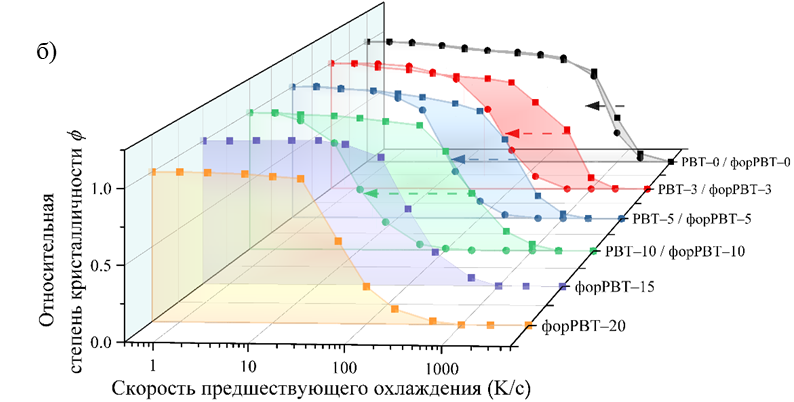 б)
Относительная
степень кристалличности ϕ
1.0
0.5
0.0
1
10
100
1000
Скорость предшествующего охлаждения (K/c)
РВТ–0 / форРВТ–0
РВТ–3 / форРВТ–3
РВТ–5 / форРВТ–5
РВТ–10 / форРВТ–10
форРВТ–15
форРВТ–20